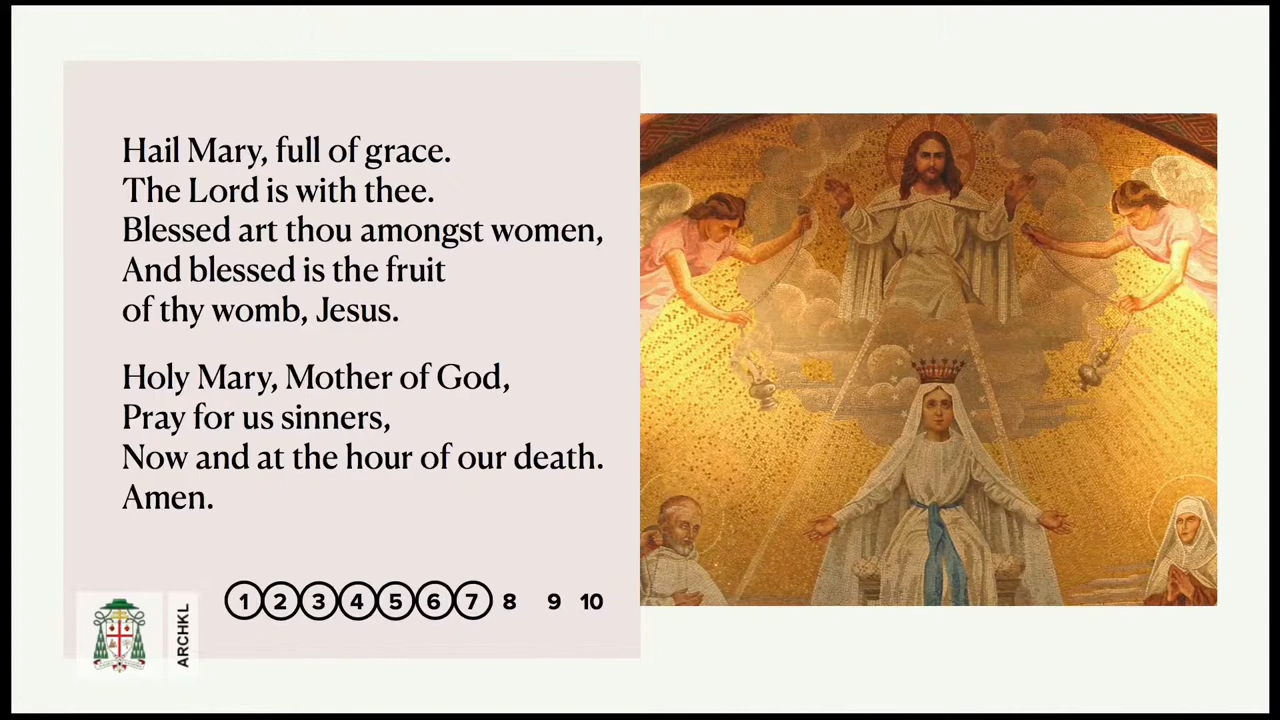 Hail Mary, full of grace.
The Lord is with thee.
Blessed art thou amongst women,
And blessed is the fruit
of thy womb, Jesus.
Holy Mary, Mother of God,
Pray for us sinners,
Now and at the hour of our death.
Amen.
1 2 3 4 5 6 7 8 9 10
ARCHKL